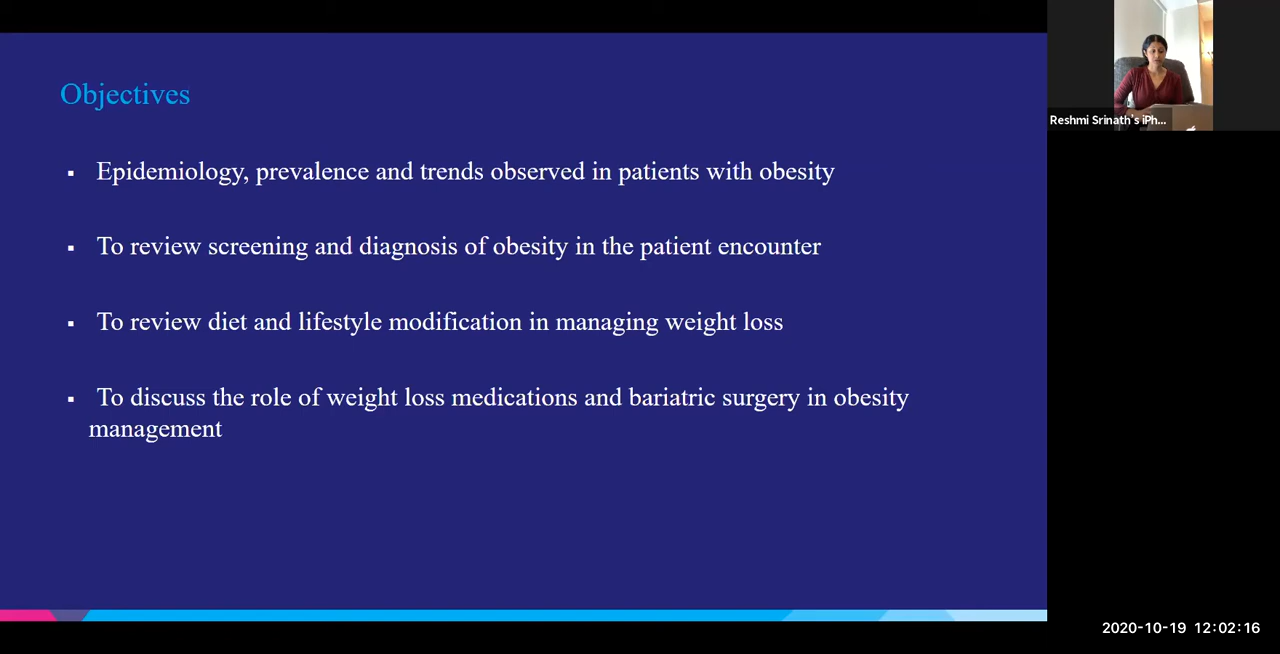 Objectives
▪ Epidemiology, prevalence and trends observed in patients with obesity
▪ To review screening and diagnosis of obesity in the patient encounter
▪ To review diet and lifestyle modification in managing weight loss
▪ To discuss the role of weight loss medications and bariatric surgery in obesity
management
Reshmi Srinath's iPh...
2020-10-19 12:02:16